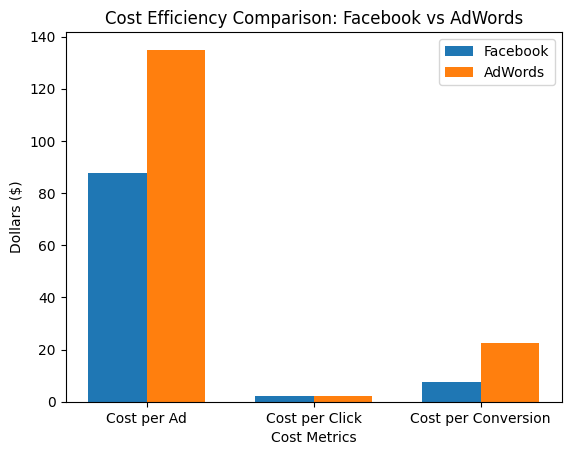 Cost Efficiency Comparison: Facebook vs AdWords
Facebook
AdWords
Dollars ($)
140
120
100
80
60
40
20
0
Cost per Ad
Cost per Click
Cost per Conversion
Cost Metrics